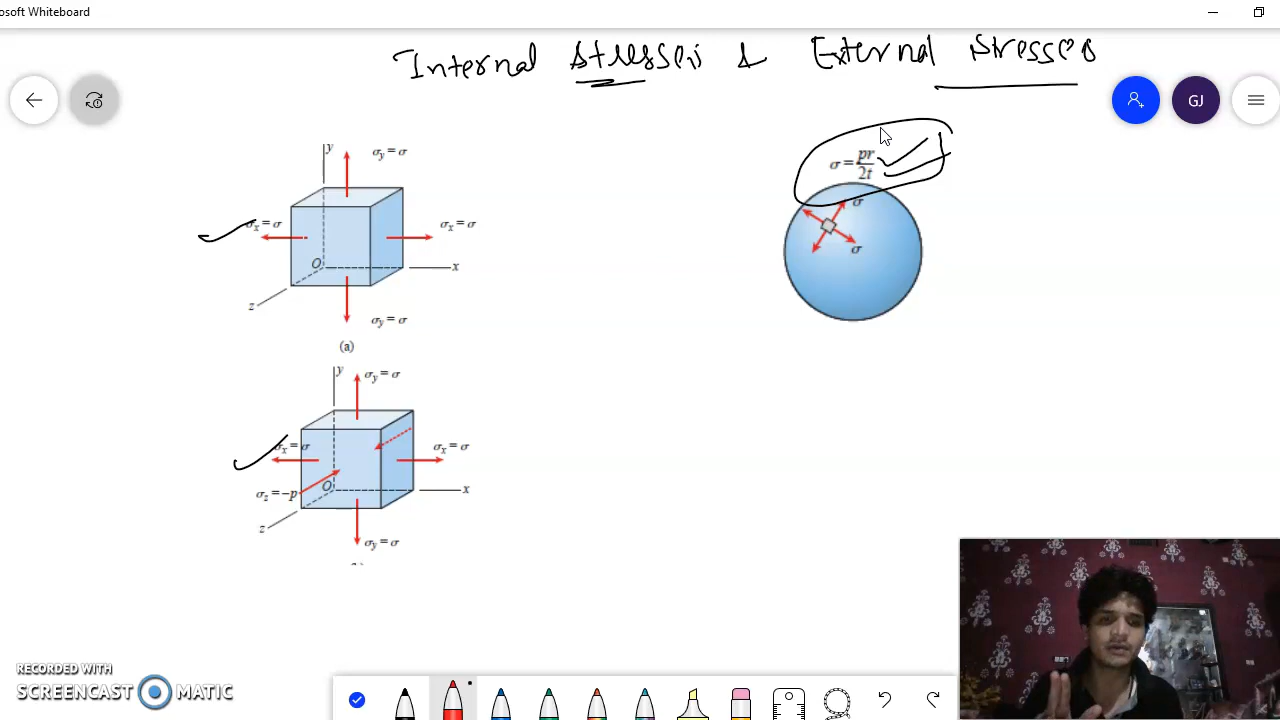 osoft Whiteboard
Internal stresses & External stresses
GJ
y
σy = σ
σ = pr/2t
σx = σ
σx = σ
σ
O
x
σ
z
σy = σ
(a)
y
σy = σ
σx = σ
σx = σ
σz = −p
O
x
z
σy = σ
RECORDED WITH
SCREENCAST MATIC